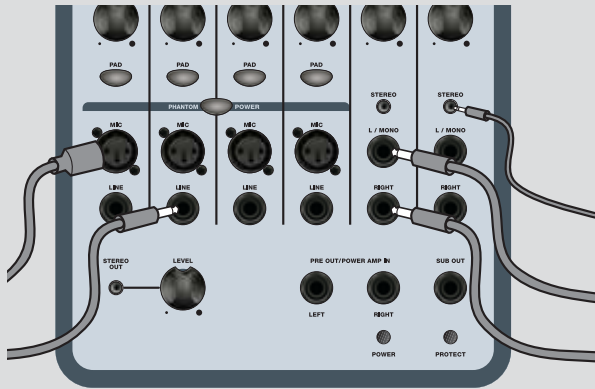 PAD PAD PAD PAD
PHANTOM POWER
STEREO STEREO
MIC MIC MIC MIC L / MONO L / MONO
LINE LINE LINE LINE RIGHT RIGHT
STEREO OUT LEVEL PRE OUT/POWER AMP IN SUB OUT
LEFT RIGHT
POWER PROTECT